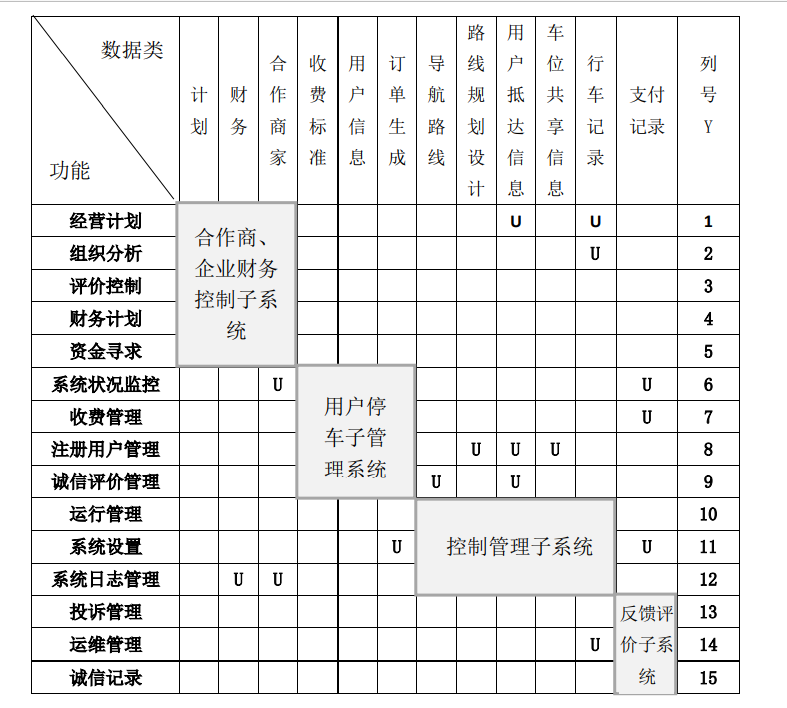 数据类
功能
计划
财务
合作商家
收费标准
用户信息
订单生成
导航路线
路线规划设计
用户抵达信息
车位共享信息
行车记录
支付
记录
列号Y
经营计划 U U 1
组织分析 U 2
评价控制 3
财务计划 4
资金寻求 5
合作商、
企业财务
控制子系
统
系统状况监控 U U 6
收费管理 U 7
注册用户管理 U U U 8
诚信评价管理 U U 9
用户停
车子管
理系统
运行管理 10
系统设置 U 控制管理子系统 U 11
系统日志管理 U U 12
投诉管理 13
运维管理 U 14
诚信记录 15
反馈评
价子系
统